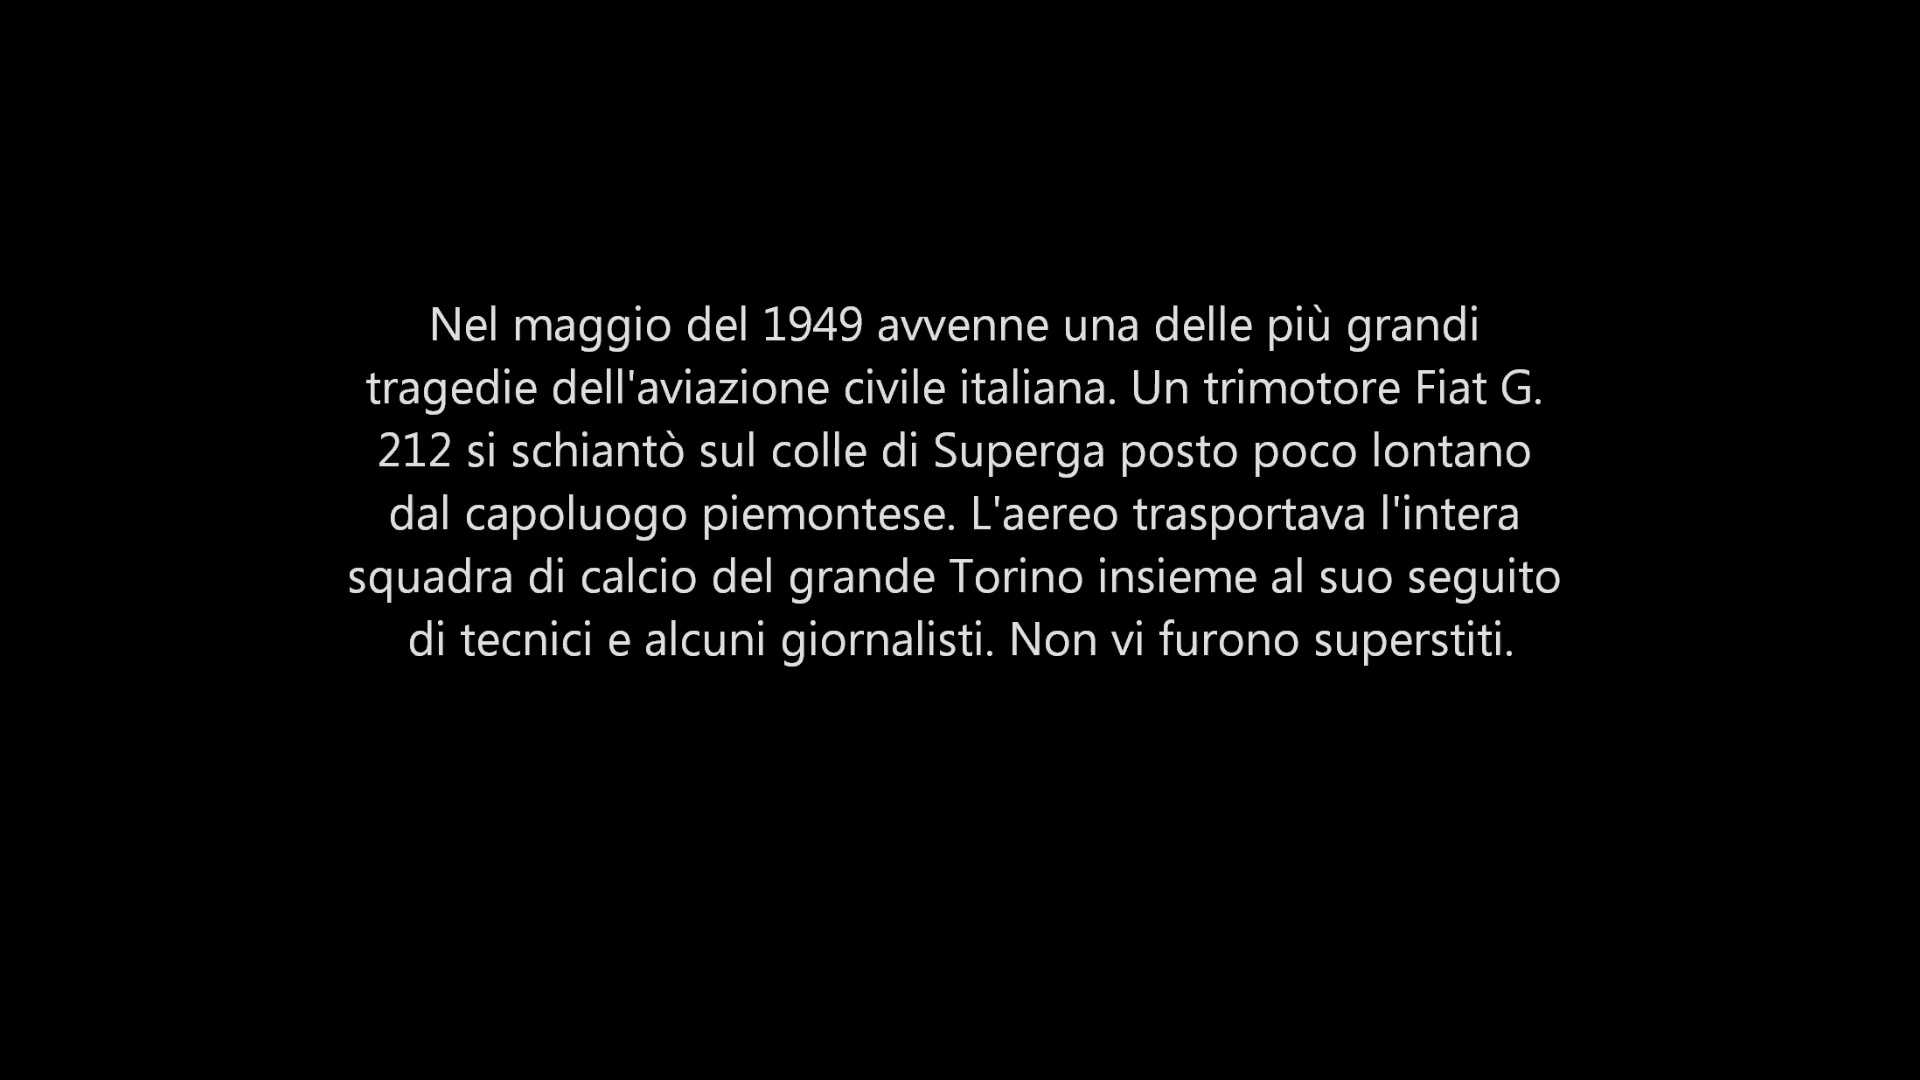 Nel maggio del 1949 avvenne una delle più grandi
tragedie dell'aviazione civile italiana. Un trimotore Fiat G.
212 si schiantò sul colle di Superga posto poco lontano
dal capoluogo piemontese. L'aereo trasportava l'intera
squadra di calcio del grande Torino insieme al suo seguito
di tecnici e alcuni giornalisti. Non vi furono superstiti.